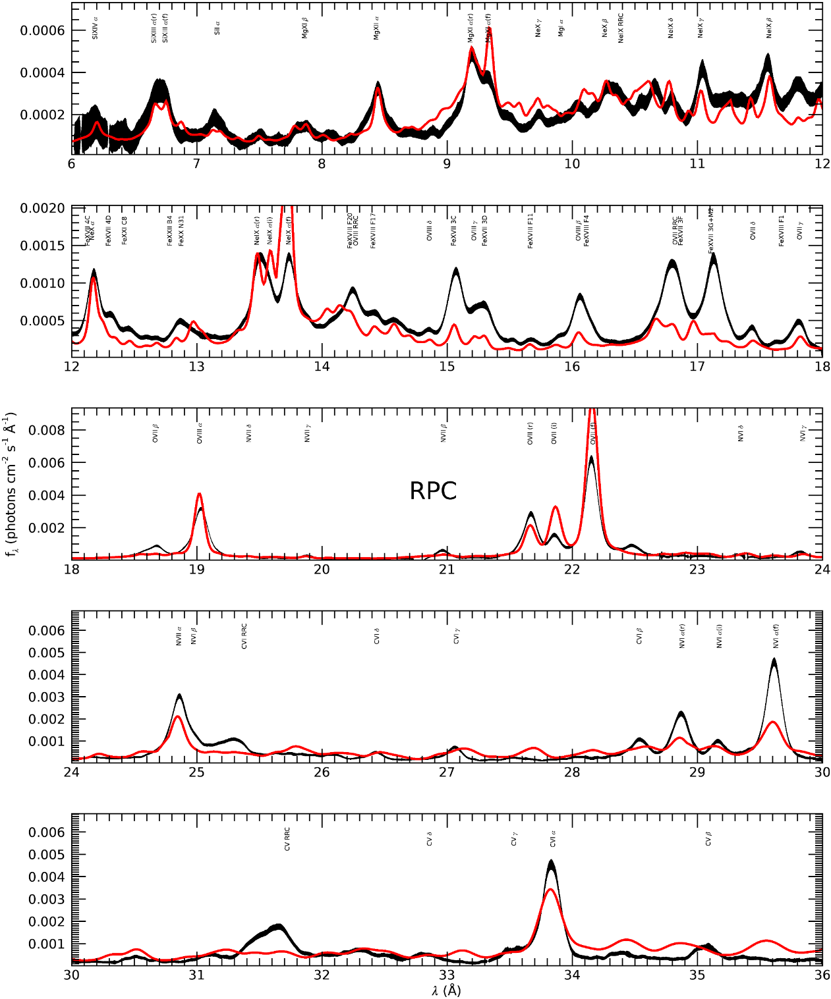 SiXIV α
SiXIII α(r)
SiXIII α(f)
SiI α
MgXI β
MgXII α
MgXI α(r)
MgXI α(f)
NeX γ
MgI α
NeX β
NeIX RRC
NeIX δ
NeIX γ
NeIX β
0.0006
0.0004
0.0002
6 7 8 9 10 11 12
FeXVII 4C
NeX α
FeXVII 4D
FeXXI C8
FeXXII B4
FeXX N31
NeIX α(r)
NeIX α(i)
NeIX α(f)
FeXVIII F20
OVIII RRC
FeXVIII F17
OVIII δ
FeXVII 3C
OVIII γ
FeXVII 3D
FeXVIII F11
OVIII β
FeXVIII F4
OVII RRC
FeXVII 3F
FeXVII 3G+M2
OVII δ
FeXVIII F1
OVII γ
0.0020
0.0015
0.0010
0.0005
12 13 14 15 16 17 18
OVII β
OVIII α
NVII δ
NVII γ
NVII β
OVII (r)
OVII (i)
OVII (f)
NVI δ
NVI γ
RPC
0.008
0.006
0.004
0.002
18 19 20 21 22 23 24
fλ (photons cm-2 s-1 Å-1)
NVII α
NVI β
CVI RRC
CVI δ
CVI γ
CVI β
NVI α(r)
NVI α(i)
NVI α(f)
0.006
0.005
0.004
0.003
0.002
0.001
24 25 26 27 28 29 30
CV RRC
CV δ
CV γ
CVI α
CV β
0.006
0.005
0.004
0.003
0.002
0.001
30 31 32 33 34 35 36
λ (Å)